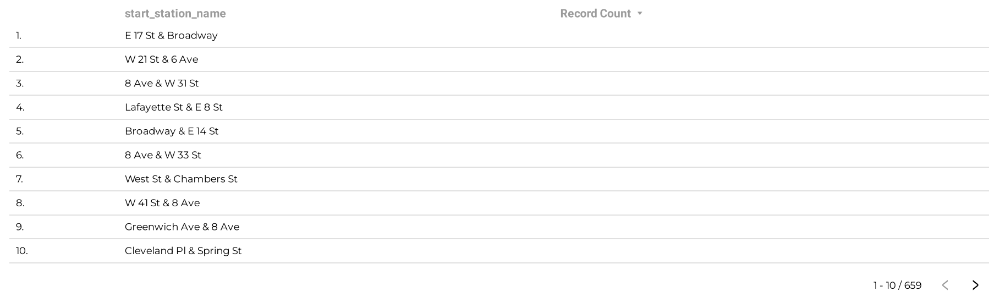 start_station_name Record Count
1. E 17 St & Broadway
2. W 21 St & 6 Ave
3. 8 Ave & W 31 St
4. Lafayette St & E 8 St
5. Broadway & E 14 St
6. 8 Ave & W 33 St
7. West St & Chambers St
8. W 41 St & 8 Ave
9. Greenwich Ave & 8 Ave
10. Cleveland Pl & Spring St
1 - 10 / 659 < >